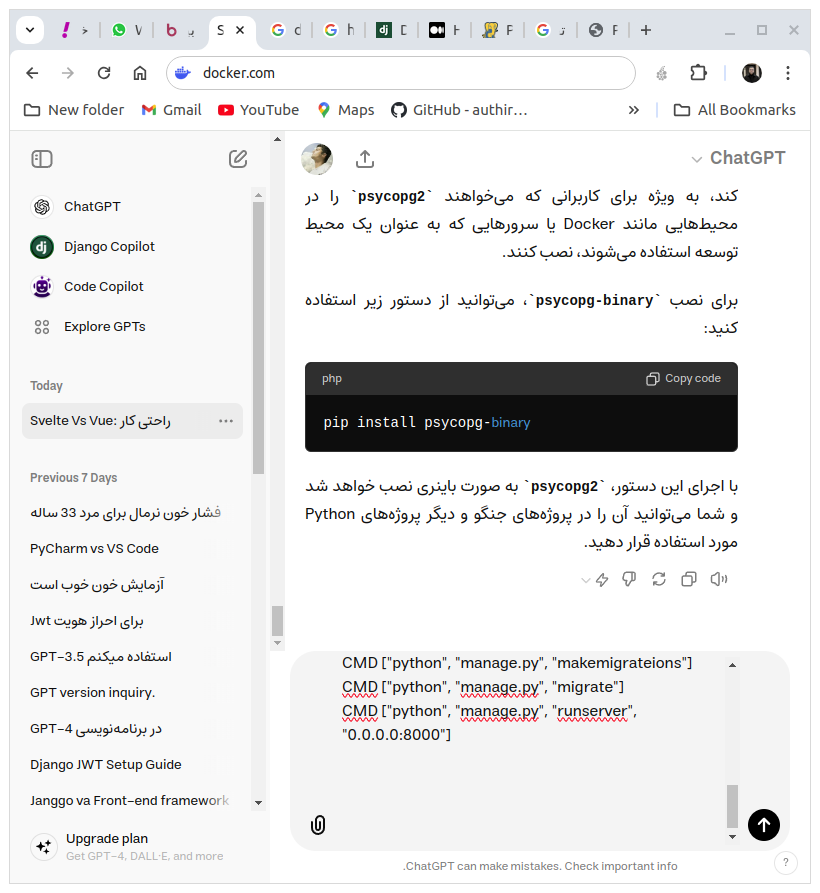 V
S
d
h
D
H
F
ت
F
docker.com
New folder
Gmail
YouTube
Maps
GitHub - authir...
All Bookmarks
ChatGPT
Django Copilot
Code Copilot
Explore GPTs
Today
Svelte Vs Vue: راحتی کار
Previous 7 Days
فشار خون نرمال برای مرد 33 ساله
PyCharm vs VS Code
آزمایش خون خوب است
Jwt برای احراز هویت
GPT-3.5 استفاده میکنم
GPT version inquiry.
GPT-4 در برنامه‌نویسی
Django JWT Setup Guide
Janggo va Front-end framework
Upgrade plan
Get GPT-4, DALL·E, and more
ChatGPT
کند، به ویژه برای کاربرانی که می‌خواهند `psycopg2` را در
محیط‌هایی مانند Docker یا سرورهایی که به عنوان یک محیط
توسعه استفاده می‌شوند، نصب کنند.
برای نصب `psycopg-binary`، می‌توانید از دستور زیر استفاده
کنید:
php
Copy code
pip install psycopg-binary
با اجرای این دستور، `psycopg2` به صورت باینری نصب خواهد شد
و شما می‌توانید آن را در پروژه‌های جنگو و دیگر پروژه‌های Python
مورد استفاده قرار دهید.
CMD ["python", "manage.py", "makemigrateions"]
CMD ["python", "manage.py", "migrate"]
CMD ["python", "manage.py", "runserver",
"0.0.0.0:8000"]
.ChatGPT can make mistakes. Check important info
?